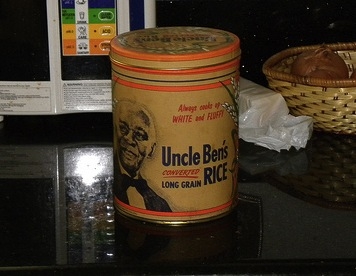 Always cooks up
WHITE and FLUFFY
Uncle Ben's
CONVERTED
LONG GRAIN RICE